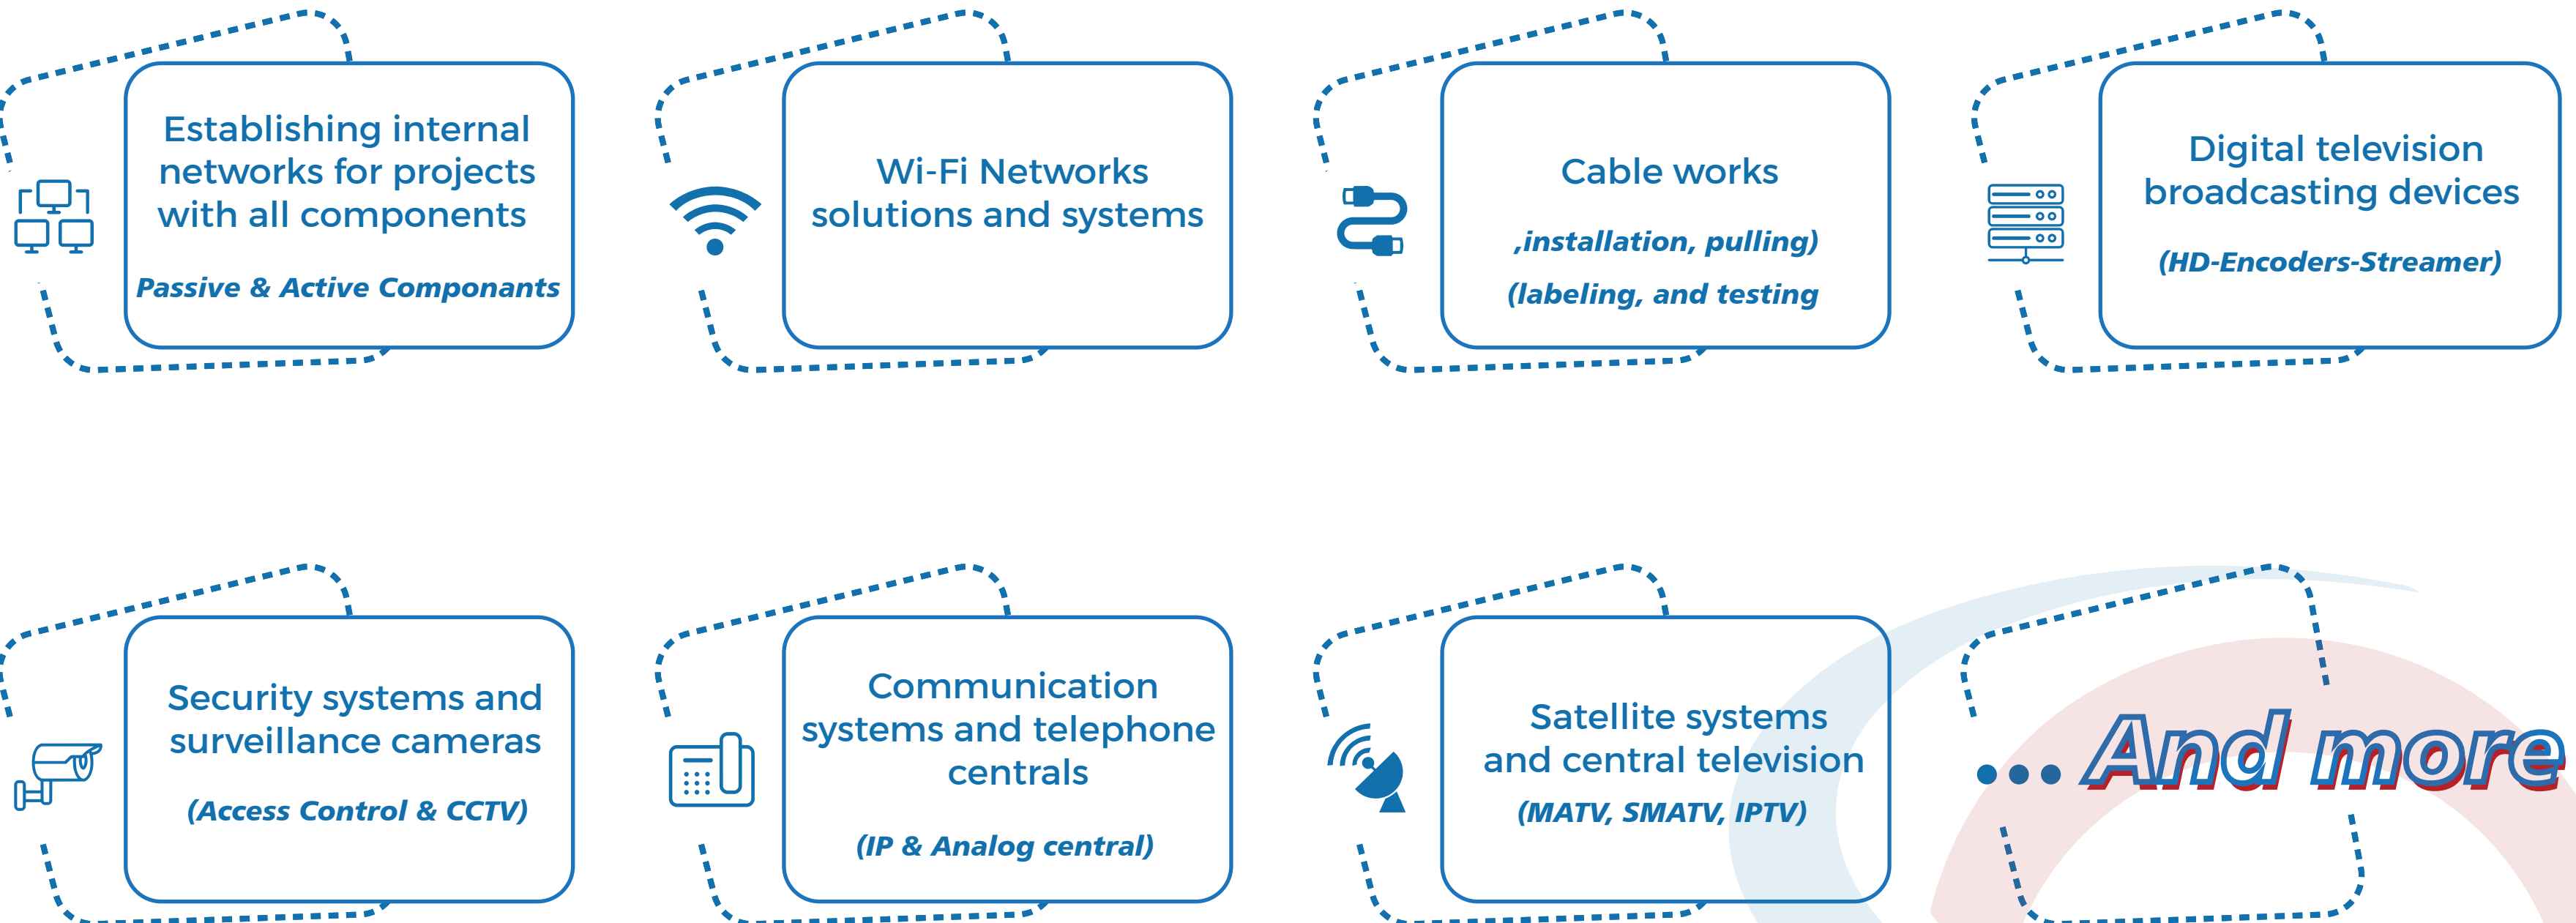 Establishing internal
networks for projects
with all components
Passive & Active Componants
Wi-Fi Networks
solutions and systems
Cable works
,installation, pulling)
(labeling, and testing
Digital television
broadcasting devices
(HD-Encoders-Streamer)
Security systems and
surveillance cameras
(Access Control & CCTV)
Communication
systems and telephone
centrals
(IP & Analog central)
Satellite systems
and central television
(MATV, SMATV, IPTV)
... And more